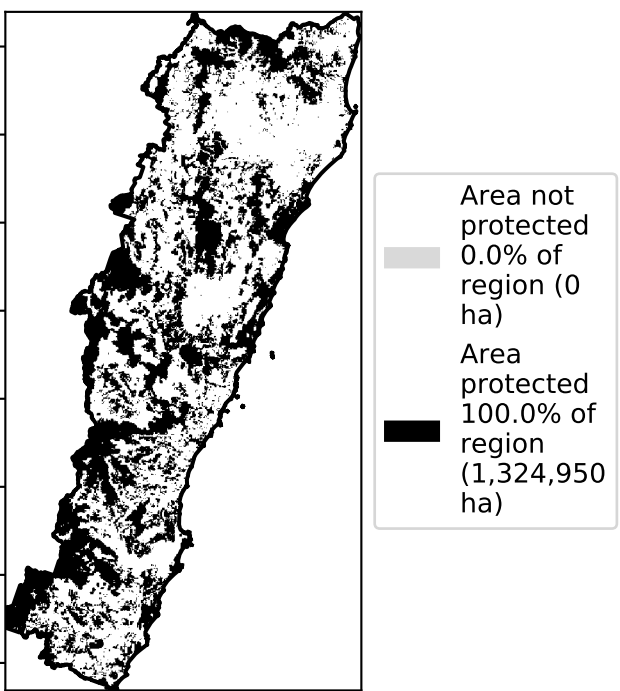 Area not
protected
0.0% of
region (0
ha)
Area
protected
100.0% of
region
(1,324,950
ha)